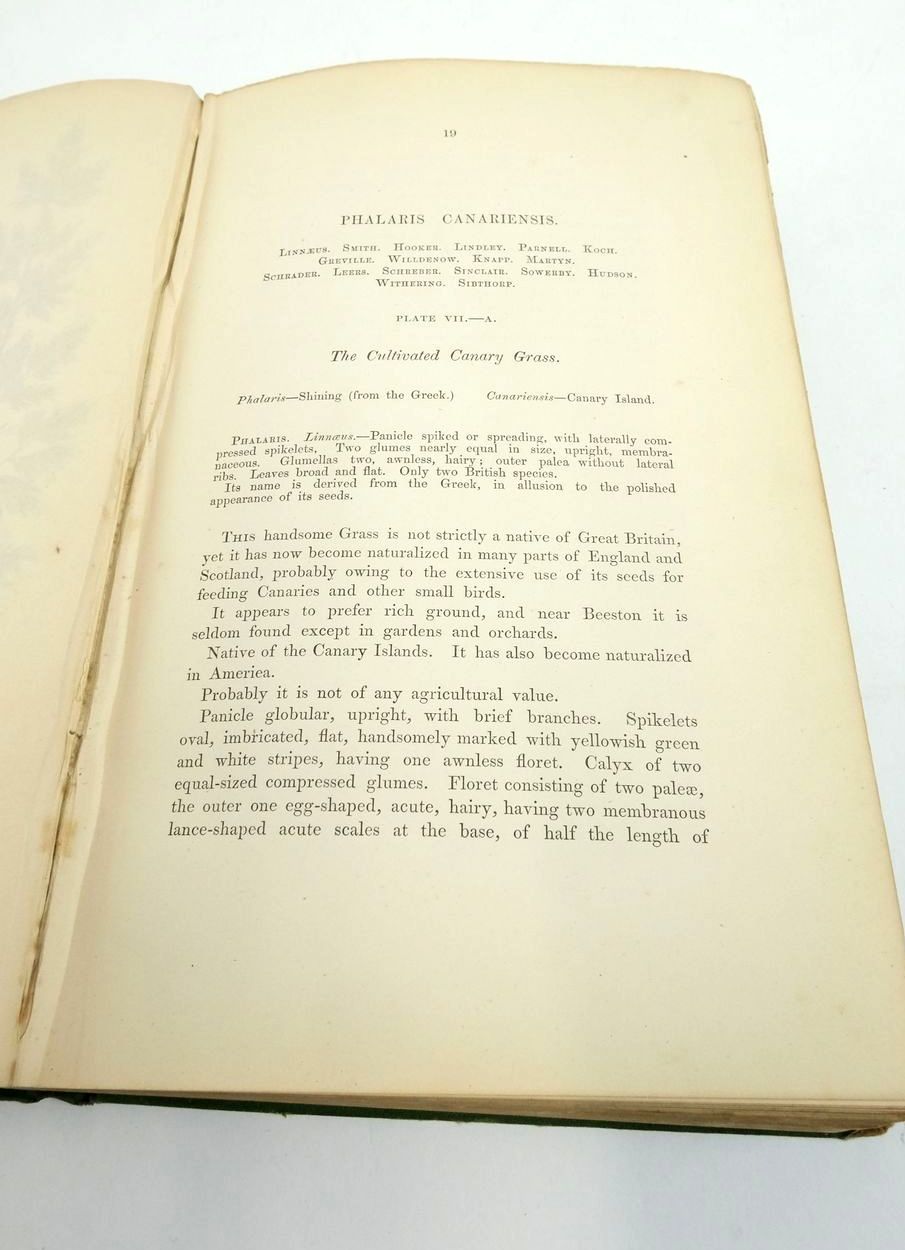 19
PHALARIS CANARIENSIS.
LINNÆUS. SMITH. HOOKER. LINDLEY. PARNELL. KOCH.
GREVILLE. WILLDENOW. KNAPP. MARTYN.
SCHRADER. LEERS. SCHREBER. SINCLAIR. SOWERBY. HUDSON.
WITHERING. SIBTHORP.
PLATE VII.—A.
The Cultivated Canary Grass.
Phalaris—Shining (from the Greek.) Canariensis—Canary Island.
PHALARIS. Linnæus.—Panicle spiked or spreading, with laterally com-
pressed spikelets. Two glumes nearly equal in size, upright, membra-
naceous. Glumellas two, awnless, hairy; outer palea without lateral
ribs. Leaves broad and flat. Only two British species.
Its name is derived from the Greek, in allusion to the polished
appearance of its seeds.
THIS handsome Grass is not strictly a native of Great Britain,
yet it has now become naturalized in many parts of England and
Scotland, probably owing to the extensive use of its seeds for
feeding Canaries and other small birds.
It appears to prefer rich ground, and near Beeston it is
seldom found except in gardens and orchards.
Native of the Canary Islands. It has also become naturalized
in America.
Probably it is not of any agricultural value.
Panicle globular, upright, with brief branches. Spikelets
oval, imbricated, flat, handsomely marked with yellowish green
and white stripes, having one awnless floret. Calyx of two
equal-sized compressed glumes. Floret consisting of two paleæ,
the outer one egg-shaped, acute, hairy, having two membranous
lance-shaped acute scales at the base, of half the length of